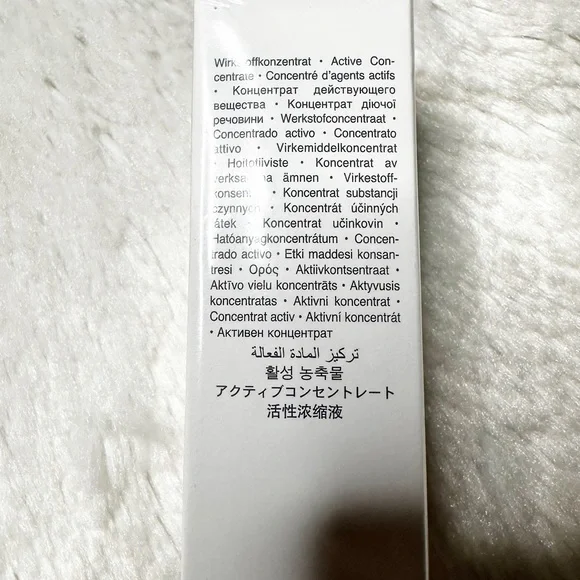 Wirkstoffkonzentrat • Active Con-
centrate • Concentré d'agents actifs
• Концентрат действующего
вещества • Концентрат діючої
речовини • Werkstofconcentraat •
Concentrado activo • Concentrato
attivo • Virkemiddelkoncentrat
• Hoitotiiviste • Koncentrat av
verksamma ämnen • Virkestoff-
konsentrat • Koncentrat substancji
czynnych • Koncentrát účinných
látek • Koncentrat učinkovin •
Hatóanyagkoncentrátum • Concen-
trado activo • Etki maddesi konsan-
tresi • Ορός • Aktiivkontsentraat •
Aktīvo vielu koncentrāts • Aktyvusis
koncentratas • Aktivni koncentrat •
Concentrat activ • Aktivní koncentrát
• Активен концентрат
تركيز المادة الفعالة
활성 농축물
アクティブコンセントレート
活性浓缩液